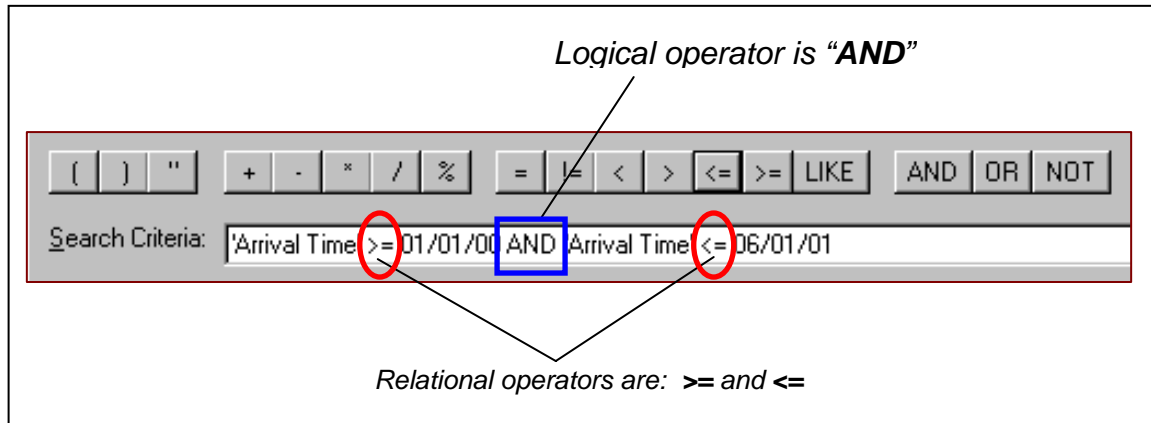 Logical operator is “AND”
( ) " + - * / % = != < > <= >= LIKE AND OR NOT
Search Criteria: 'Arrival Time' >= 01/01/00 AND 'Arrival Time' <= 06/01/01
Relational operators are: >= and <=